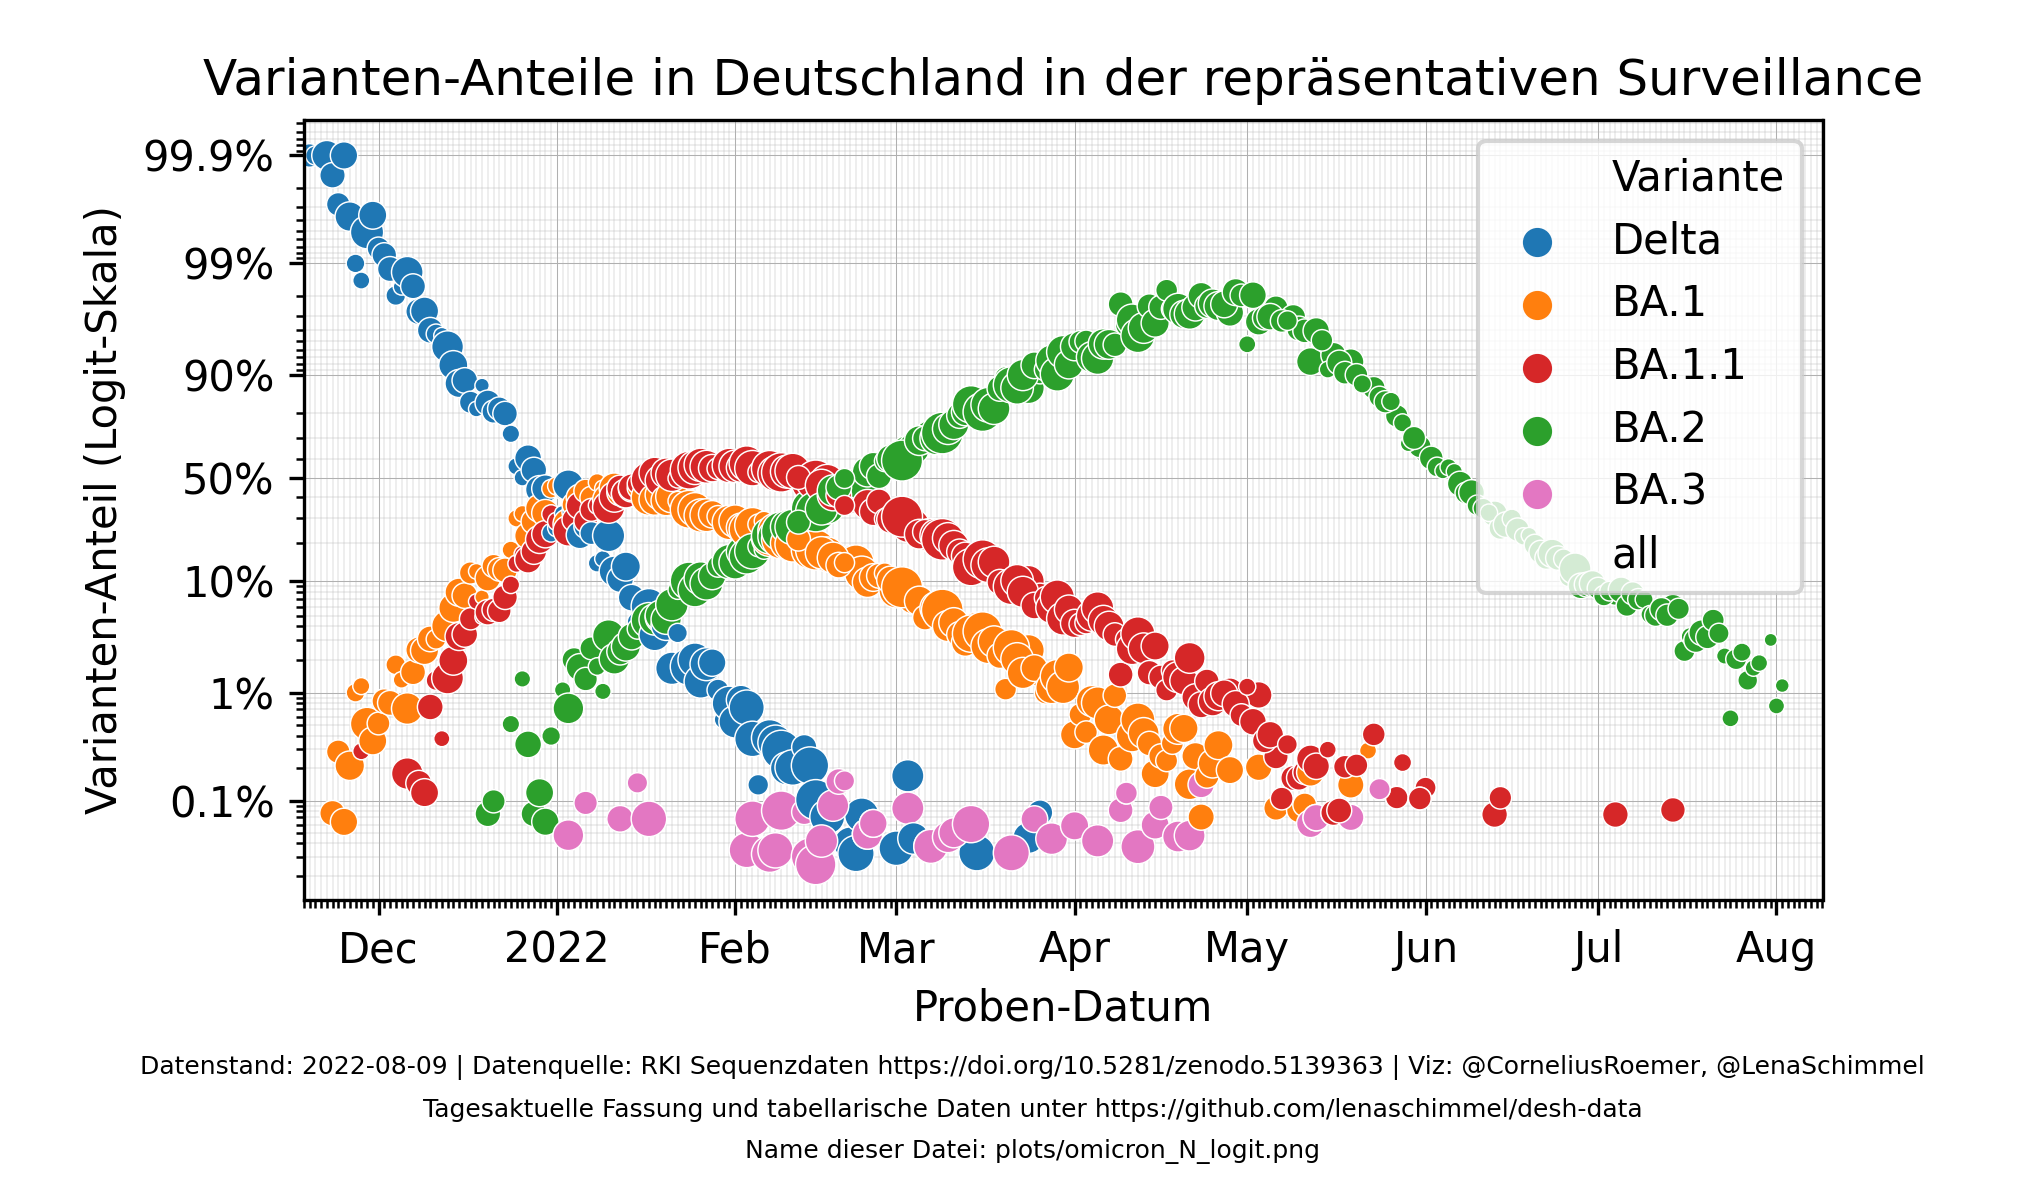 Varianten-Anteile in Deutschland in der repräsentativen Surveillance
Varianten-Anteil (Logit-Skala)
99.9%
99%
90%
50%
10%
1%
0.1%
Variante
Delta
BA.1
BA.1.1
BA.2
BA.3
all
Dec 2022 Feb Mar Apr May Jun Jul Aug
Proben-Datum
Datenstand: 2022-08-09 | Datenquelle: RKI Sequenzdaten https://doi.org/10.5281/zenodo.5139363 | Viz: @CorneliusRoemer, @LenaSchimmel
Tagesaktuelle Fassung und tabellarische Daten unter https://github.com/lenaschimmel/desh-data
Name dieser Datei: plots/omicron_N_logit.png